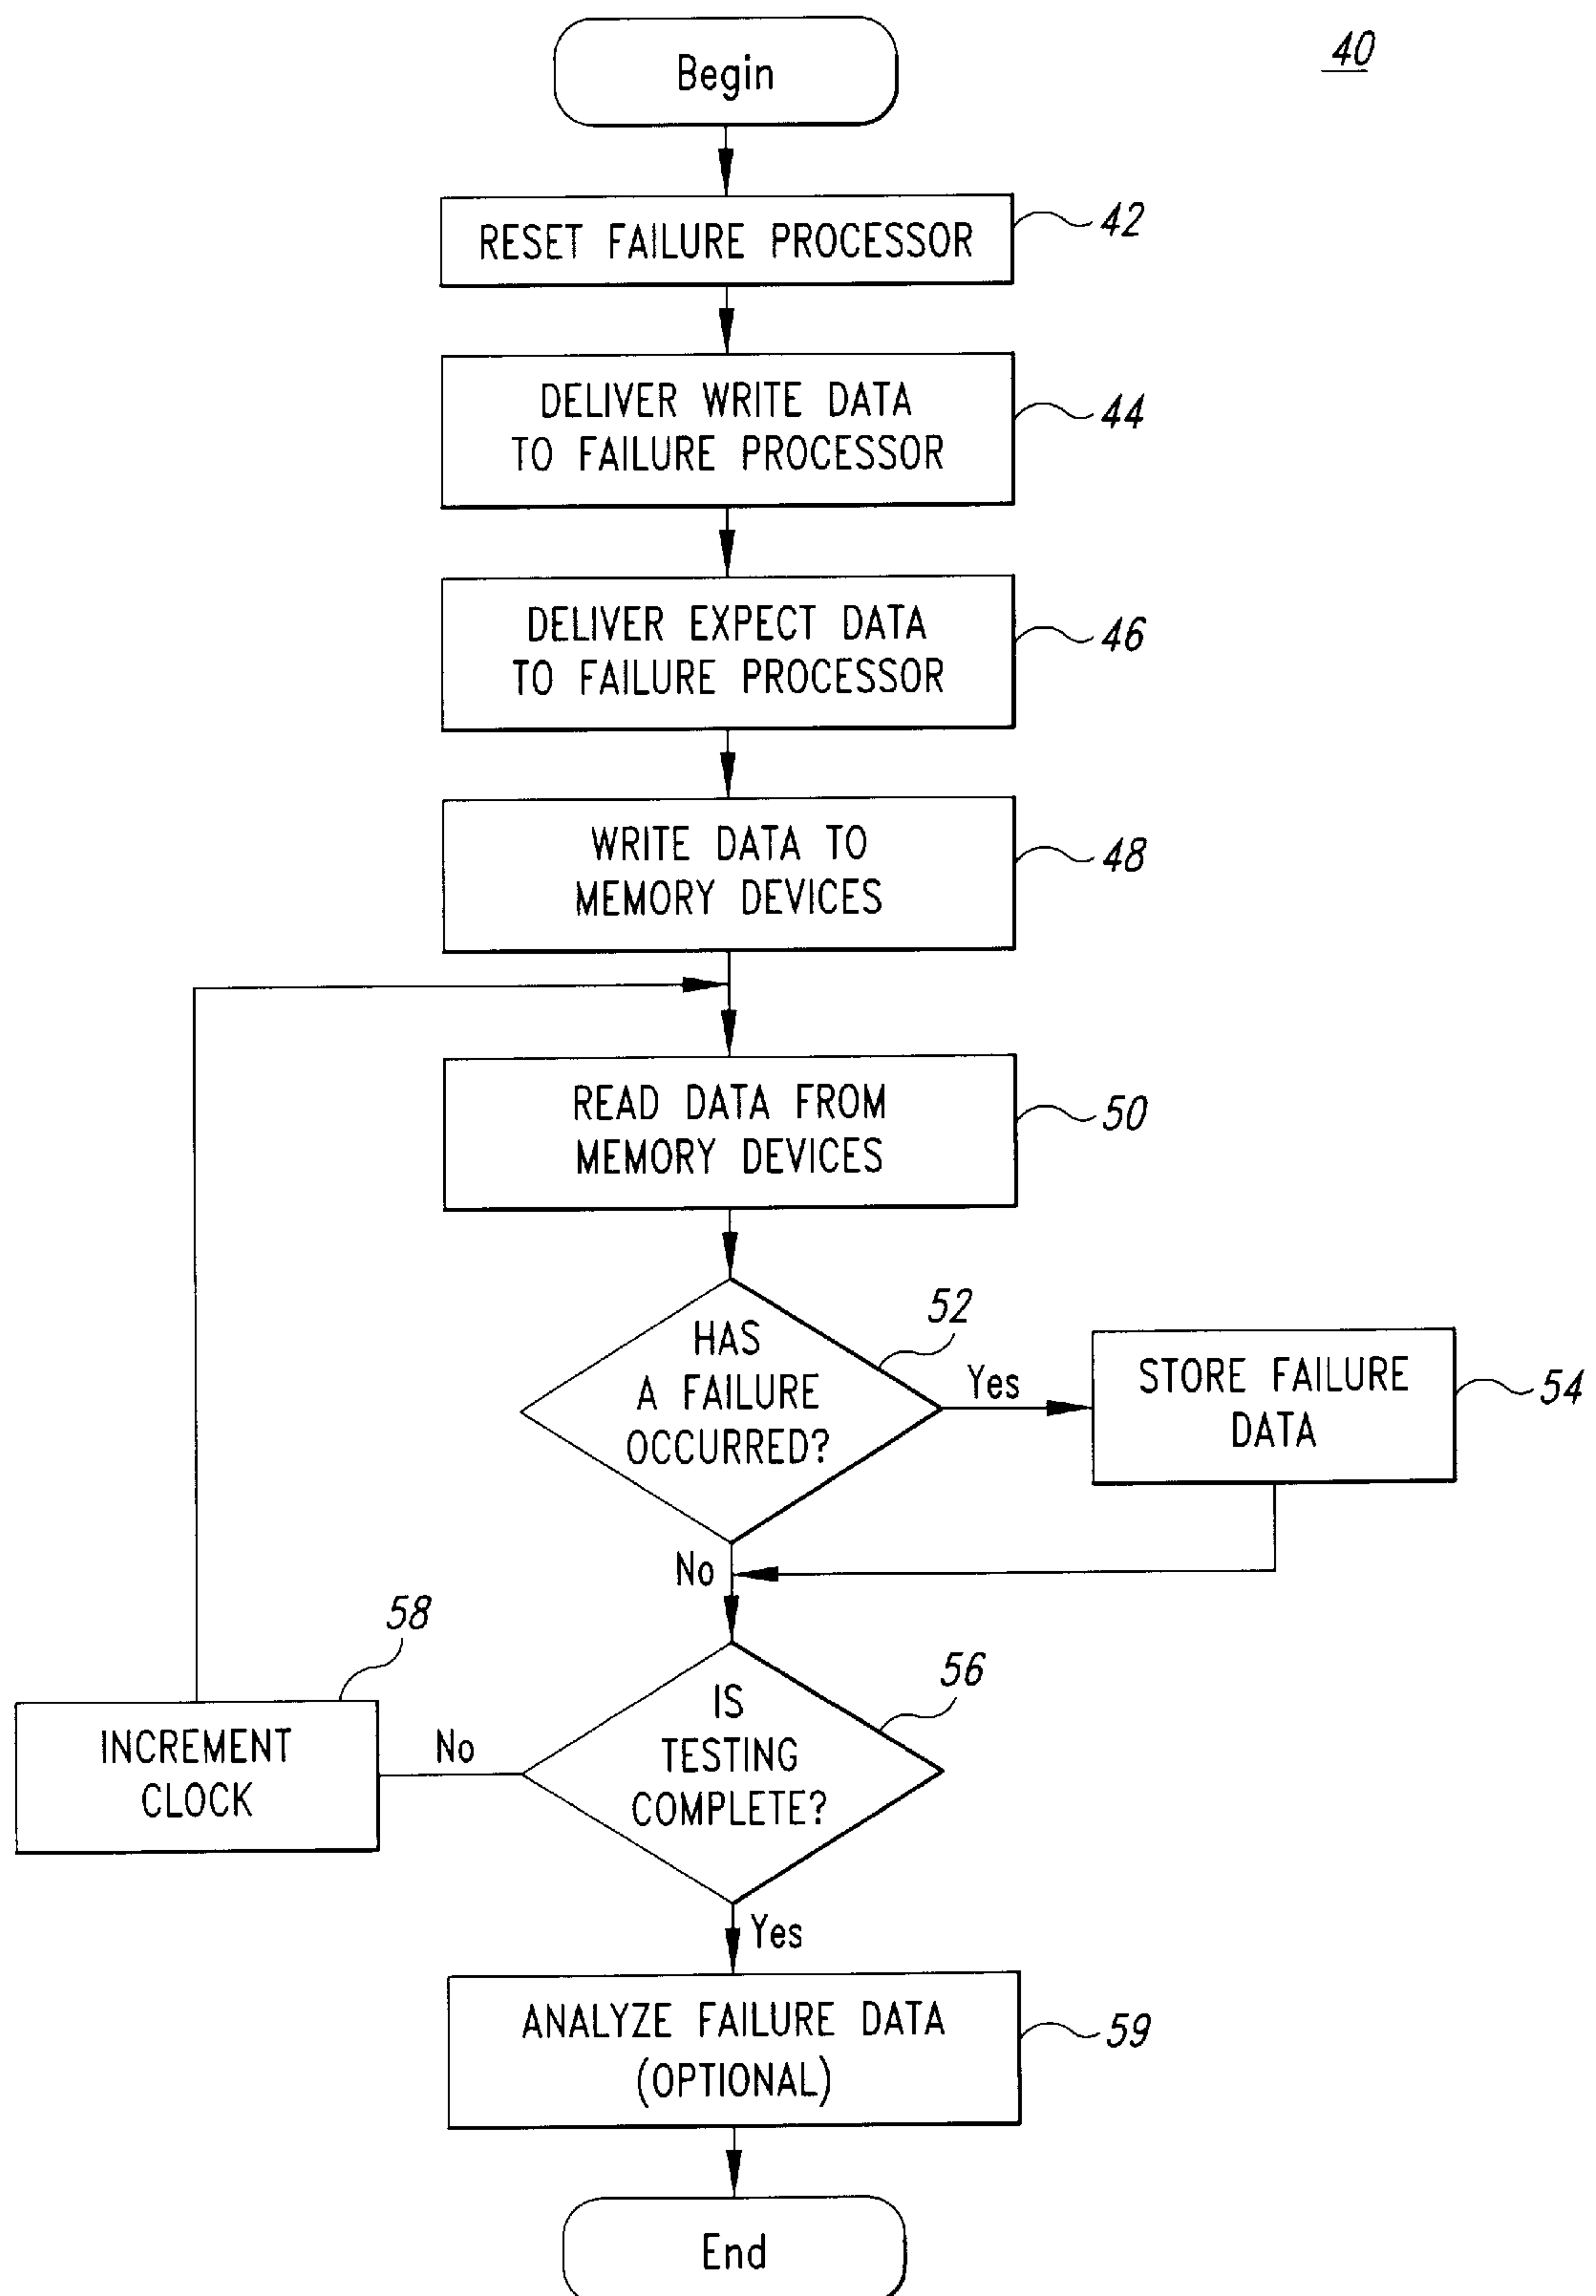 40
Begin
RESET FAILURE PROCESSOR
42
DELIVER WRITE DATA
TO FAILURE PROCESSOR
44
DELIVER EXPECT DATA
TO FAILURE PROCESSOR
46
WRITE DATA TO
MEMORY DEVICES
48
READ DATA FROM
MEMORY DEVICES
50
HAS
A FAILURE
OCCURRED?
52
Yes
STORE FAILURE
DATA
54
No
IS
TESTING
COMPLETE?
56
No
INCREMENT
CLOCK
58
Yes
ANALYZE FAILURE DATA
(OPTIONAL)
59
End